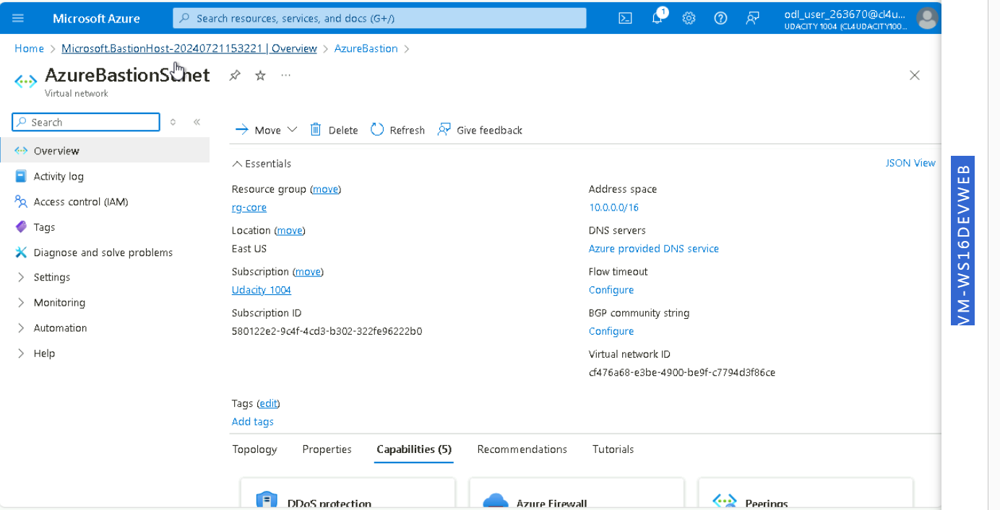 Microsoft Azure
Search resources, services, and docs (G+/)
1
odl_user_263670@cl4u...
UDACITY 1004 (CL4UDACITY100...
Home > Microsoft.BastionHost-20240721153221 | Overview > AzureBastion >
Virtual network
Search
Move
Delete
Refresh
Give feedback
Overview
Activity log
Access control (IAM)
Tags
Diagnose and solve problems
Settings
Monitoring
Automation
Help
Essentials
JSON View
Resource group (move)
rg-core
Location (move)
East US
Subscription (move)
Udacity 1004
Subscription ID
580122e2-9c4f-4cd3-b302-322fe96222b0
Address space
10.0.0.0/16
DNS servers
Azure provided DNS service
Flow timeout
Configure
BGP community string
Configure
Virtual network ID
cf476a68-e3be-4900-be9f-c7794d3f86ce
Tags (edit)
Add tags
Topology
Properties
Capabilities (5)
Recommendations
Tutorials
DDoS protection
Azure Firewall
Peerings
VM-WS16DEVWEB